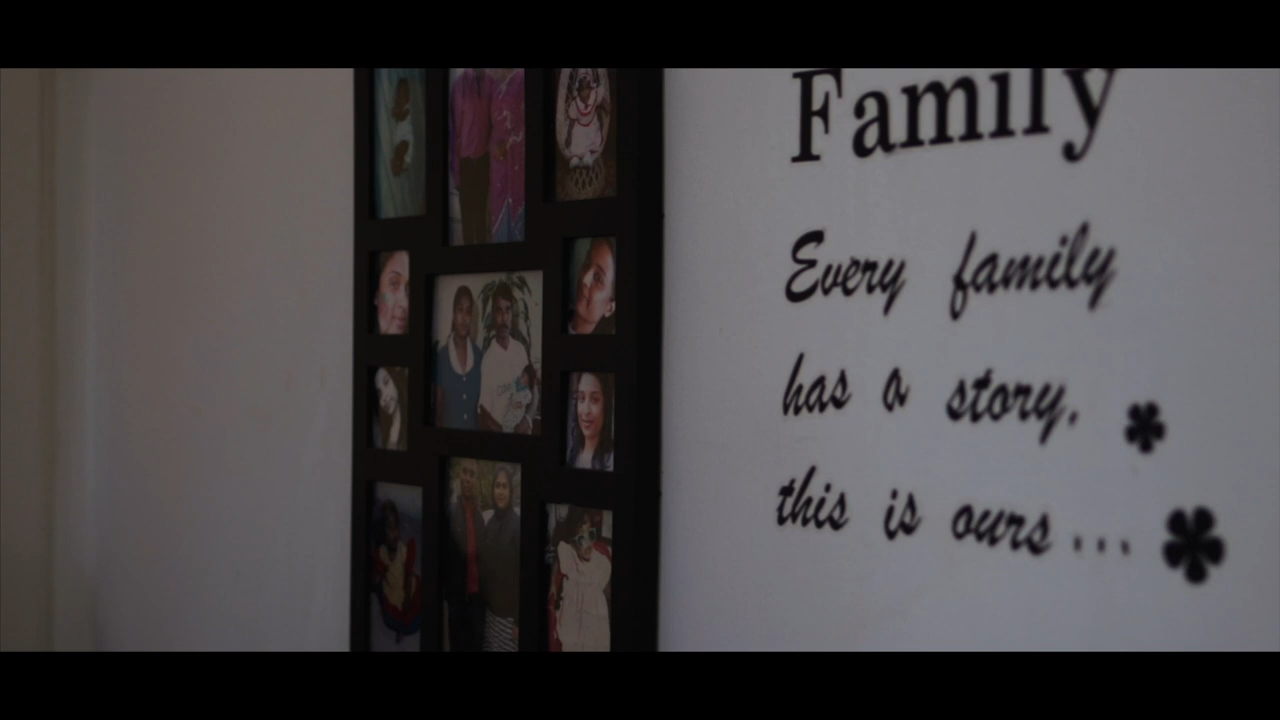 Family
Every family
has a story,
this is ours...